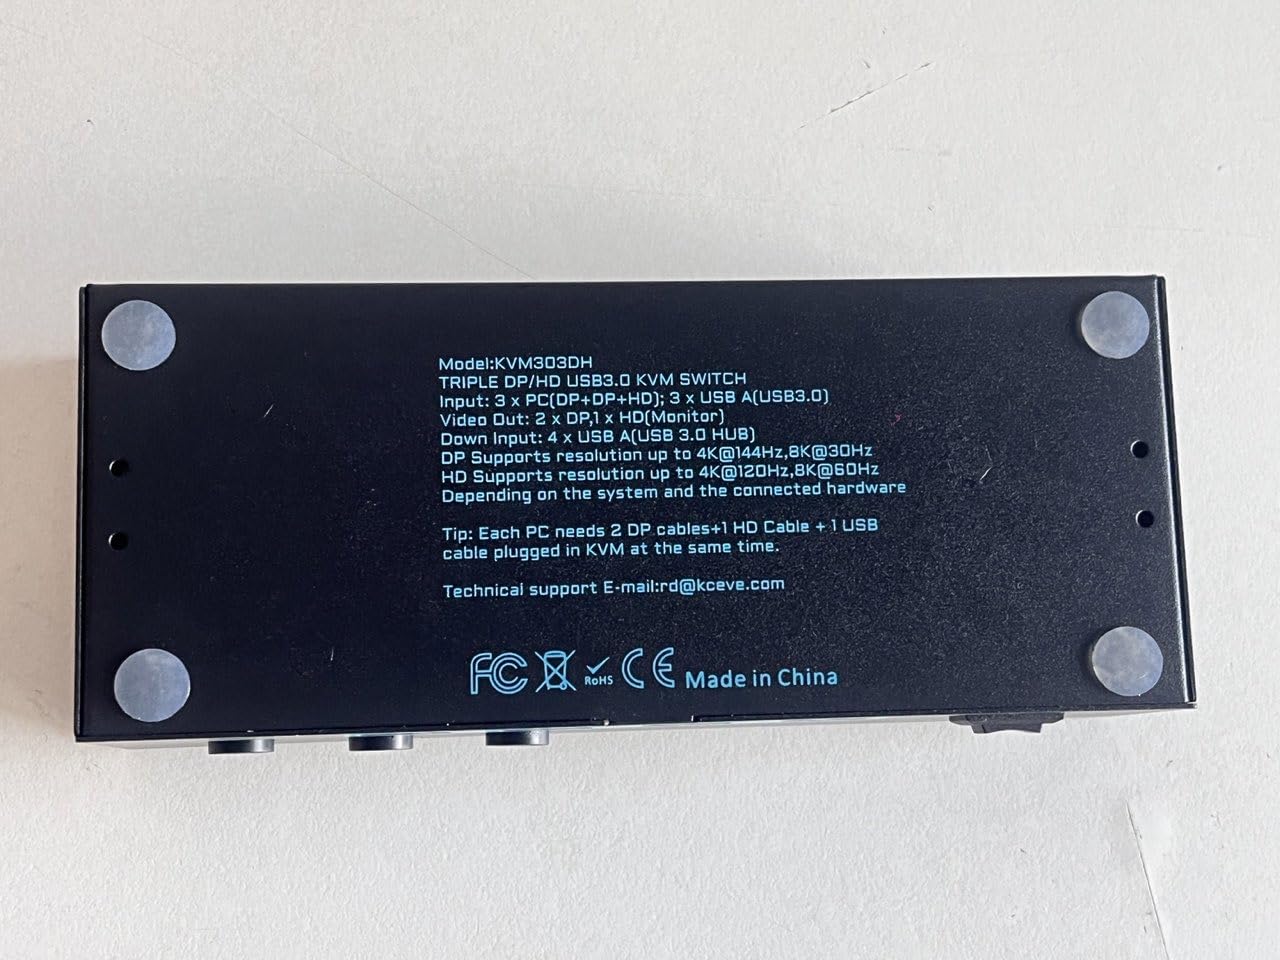 Model:KVM303DH
TRIPLE DP/HD USB3.0 KVM SWITCH
Input: 3 x PC(DP+DP+HD); 3 x USB A(USB3.0)
Video Out: 2 x DP,1 x HD(Monitor)
Down Input: 4 x USB A(USB 3.0 HUB)
DP Supports resolution up to 4K@144Hz,8K@30Hz
HD Supports resolution up to 4K@120Hz,8K@60Hz
Depending on the system and the connected hardware
Tip: Each PC needs 2 DP cables+1 HD Cable + 1 USB
cable plugged in KVM at the same time.
Technical support E-mail:rd@kceve.com
FC RoHS CE Made in China